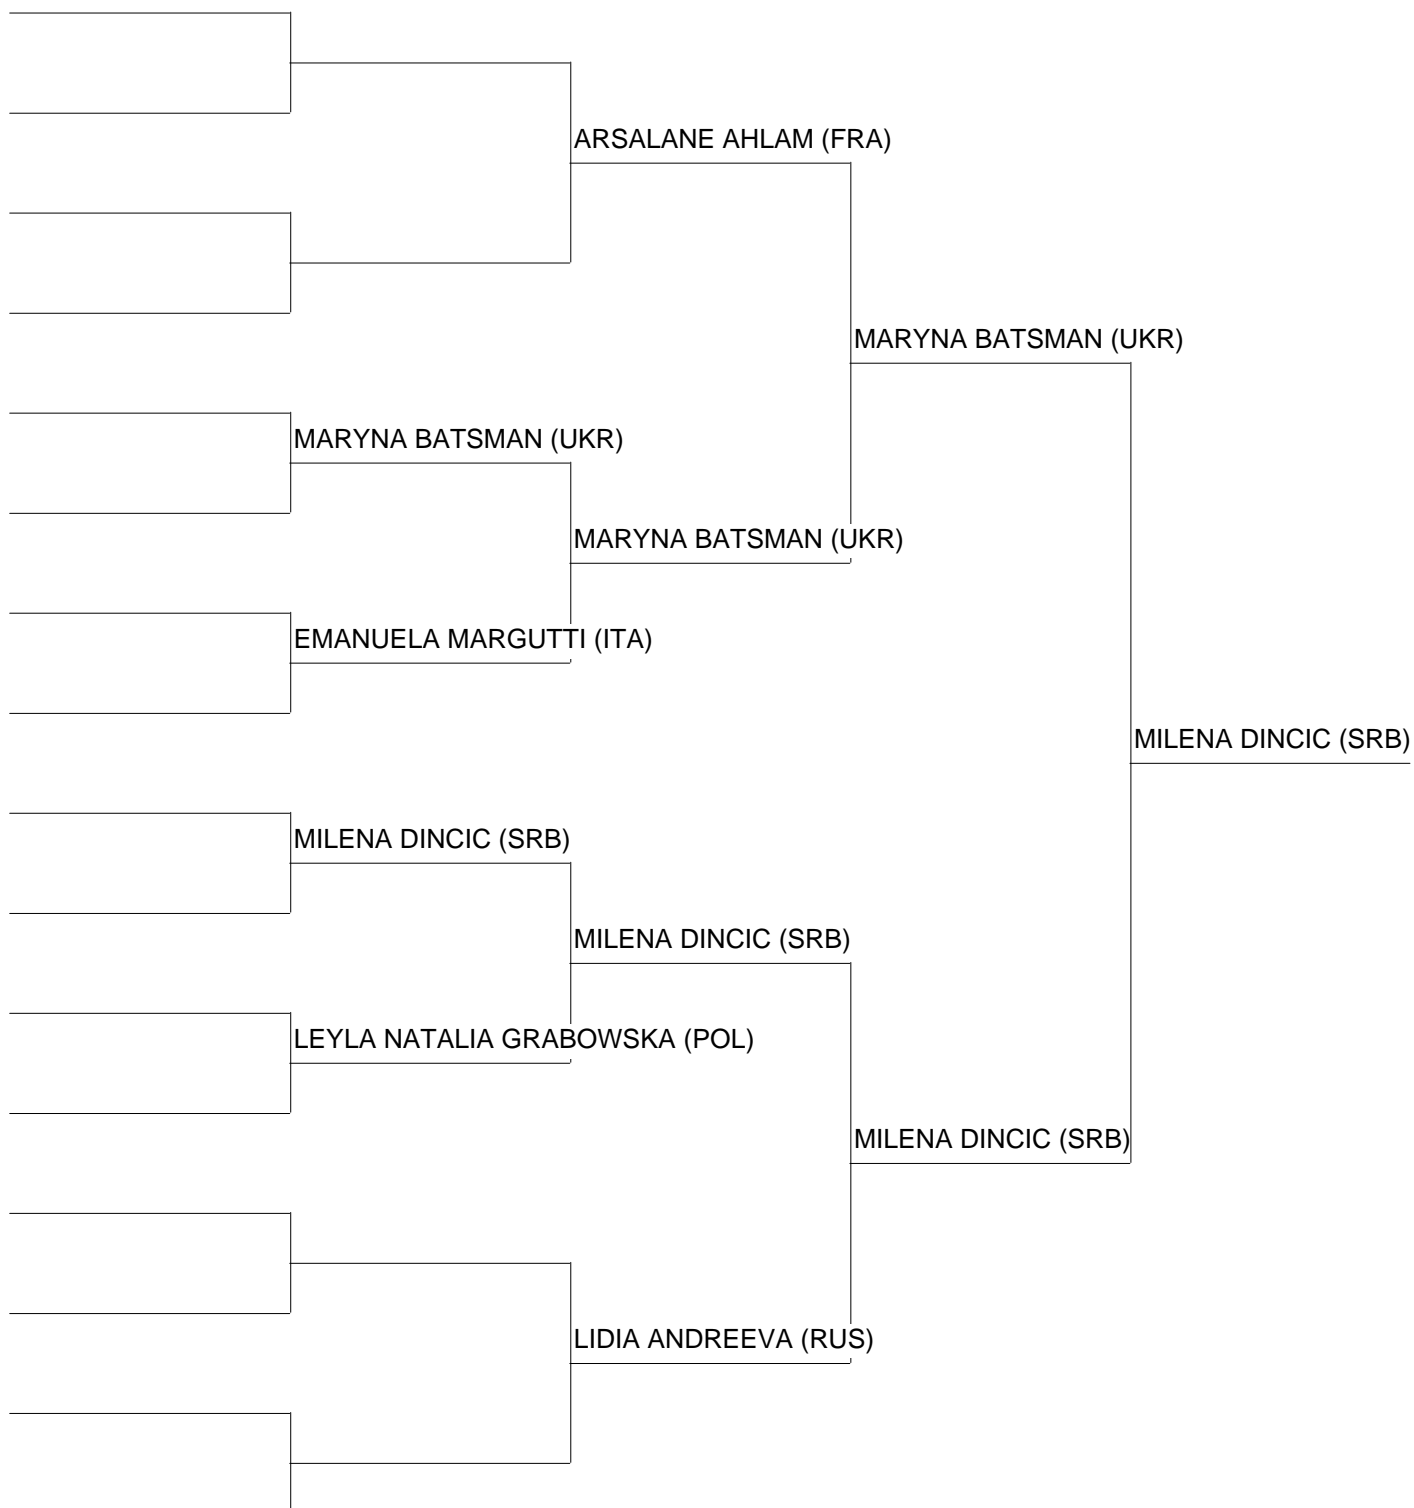 ARSALANE AHLAM (FRA)
MARYNA BATSMAN (UKR)
MARYNA BATSMAN (UKR)
MARYNA BATSMAN (UKR)
EMANUELA MARGUTTI (ITA)
MILENA DINCIC (SRB)
MILENA DINCIC (SRB)
MILENA DINCIC (SRB)
LEYLA NATALIA GRABOWSKA (POL)
MILENA DINCIC (SRB)
LIDIA ANDREEVA (RUS)